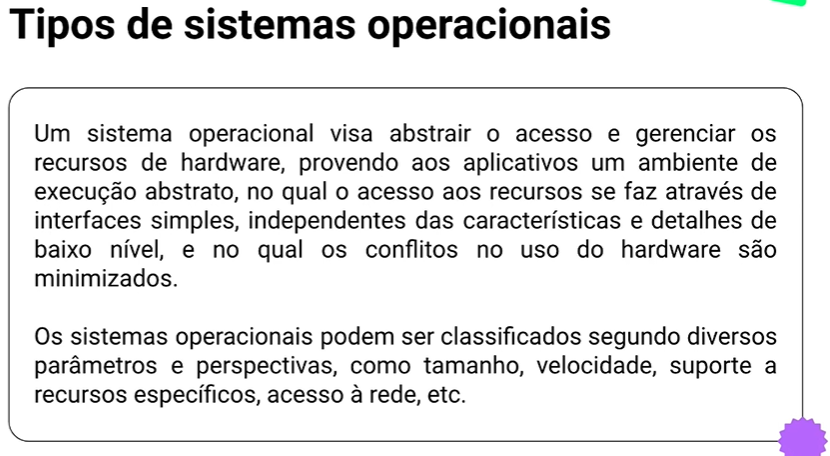 Tipos de sistemas operacionais
Um sistema operacional visa abstrair o acesso e gerenciar os
recursos de hardware, provendo aos aplicativos um ambiente de
execução abstrato, no qual o acesso aos recursos se faz através de
interfaces simples, independentes das características e detalhes de
baixo nível, e no qual os conflitos no uso do hardware são
minimizados.
Os sistemas operacionais podem ser classificados segundo diversos
parâmetros e perspectivas, como tamanho, velocidade, suporte a
recursos específicos, acesso à rede, etc.